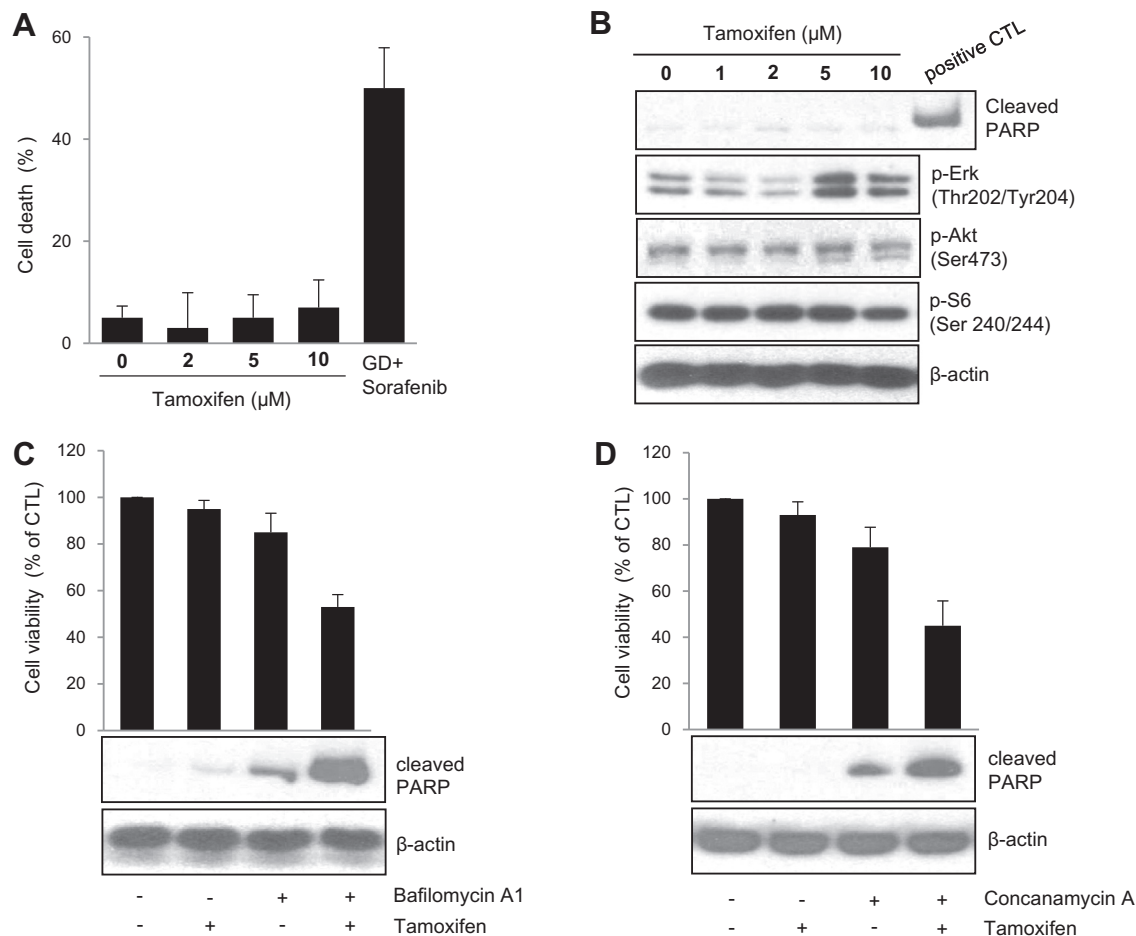 A
60
40
20
0
Cell death (%)
0 2 5 10
Tamoxifen (µM)
GD+
Sorafenib
B
Tamoxifen (µM)
0 1 2 5 10 positive CTL
Cleaved
PARP
p-Erk
(Thr202/Tyr204)
p-Akt
(Ser473)
p-S6
(Ser 240/244)
β-actin
C
120
100
80
60
40
20
0
Cell viability (% of CTL)
cleaved
PARP
β-actin
- - + + Bafilomycin A1
- + - + Tamoxifen
D
120
100
80
60
40
20
0
Cell viability (% of CTL)
cleaved
PARP
β-actin
- - + + Concanamycin A
- + - + Tamoxifen